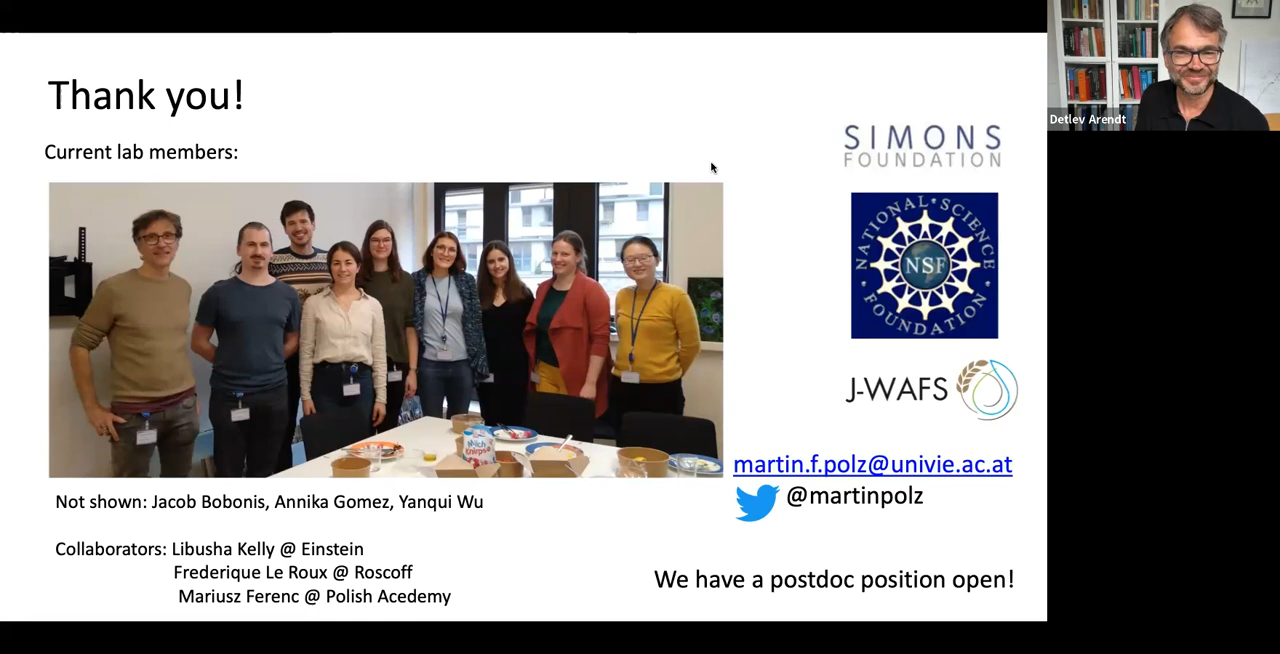 Thank you!
Current lab members:
Detlev Arendt
SIMONS
FOUNDATION
NATIONAL SCIENCE
NSF
FOUNDATION
J-WAFS
Milch
Knirpse
martin.f.polz@univie.ac.at
@martinpolz
Not shown: Jacob Bobonis, Annika Gomez, Yanqui Wu
Collaborators: Libusha Kelly @ Einstein
Frederique Le Roux @ Roscoff
Mariusz Ferenc @ Polish Acedemy
We have a postdoc position open!